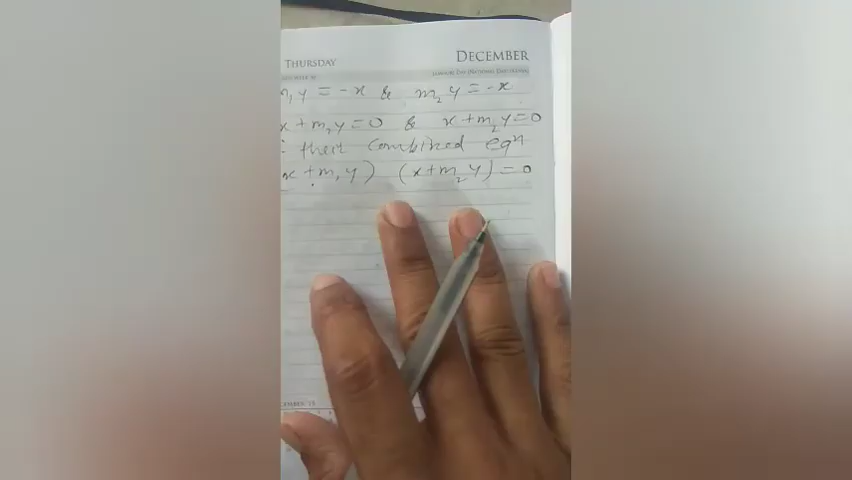 THURSDAY DECEMBER
m₁y = -x & m₂y = -x
x + m₁y = 0 & x + m₂y = 0
their combined eqn
x + m₁y) (x + m₂y) = 0